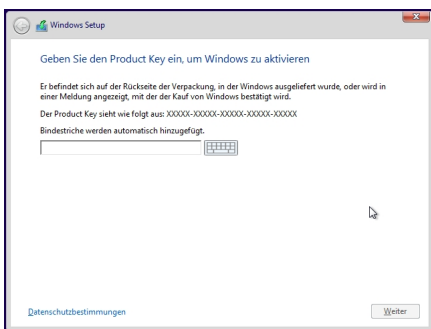 Windows Setup
Geben Sie den Product Key ein, um Windows zu aktivieren
Er befindet sich auf der Rückseite der Verpackung, in der Windows ausgeliefert wurde, oder wird in
einer Meldung angezeigt, mit der der Kauf von Windows bestätigt wird.
Der Product Key sieht wie folgt aus: XXXXX-XXXXX-XXXXX-XXXXX-XXXXX
Bindestriche werden automatisch hinzugefügt.
Datenschutzbestimmungen
Weiter